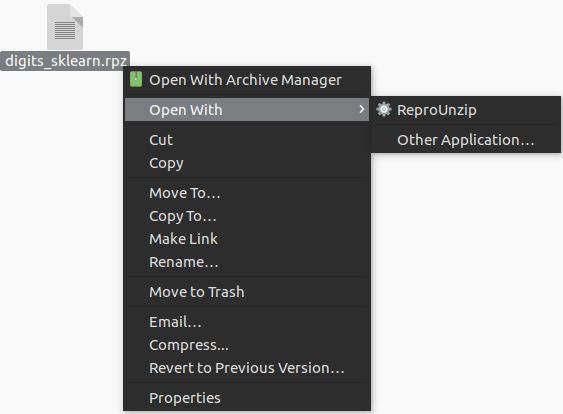 digits_sklearn.rpz
Open With Archive Manager
Open With
ReproUnzip
Other Application…
Cut
Copy
Move To…
Copy To…
Make Link
Rename…
Move to Trash
Email…
Compress...
Revert to Previous Version…
Properties